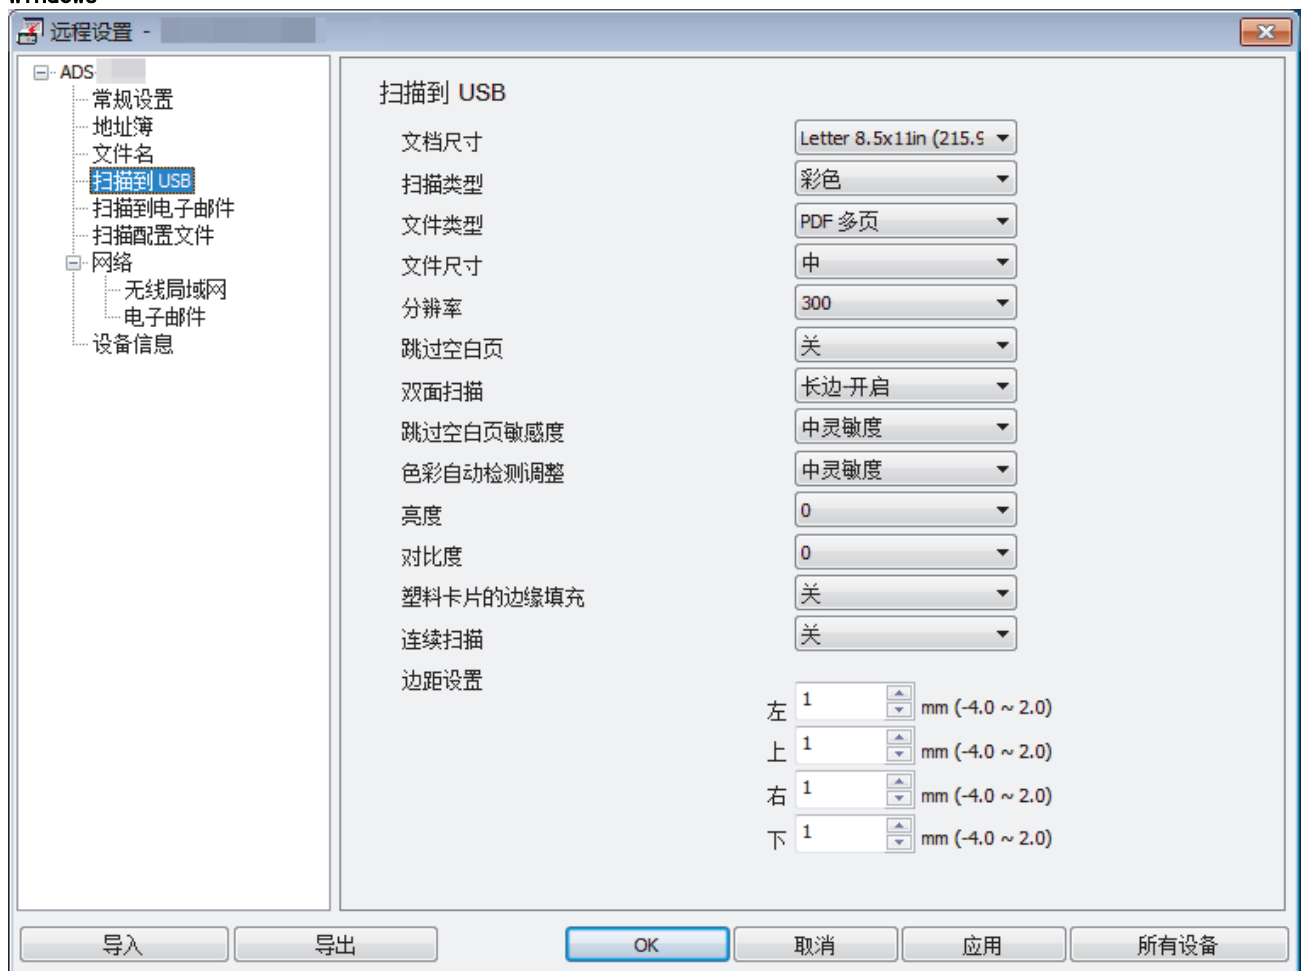 Windows
远程设置 -
ADS-
常规设置
地址簿
文件名
扫描到 USB
扫描到电子邮件
扫描配置文件
网络
无线局域网
电子邮件
设备信息
扫描到 USB
文档尺寸 Letter 8.5x11in (215.9
扫描类型 彩色
文件类型 PDF 多页
文件尺寸 中
分辨率 300
跳过空白页 关
双面扫描 长边-开启
跳过空白页敏感度 中灵敏度
色彩自动检测调整 中灵敏度
亮度 0
对比度 0
塑料卡片的边缘填充 关
连续扫描 关
边距设置
左 1 mm (-4.0 ~ 2.0)
上 1 mm (-4.0 ~ 2.0)
右 1 mm (-4.0 ~ 2.0)
下 1 mm (-4.0 ~ 2.0)
导入 导出 OK 取消 应用 所有设备